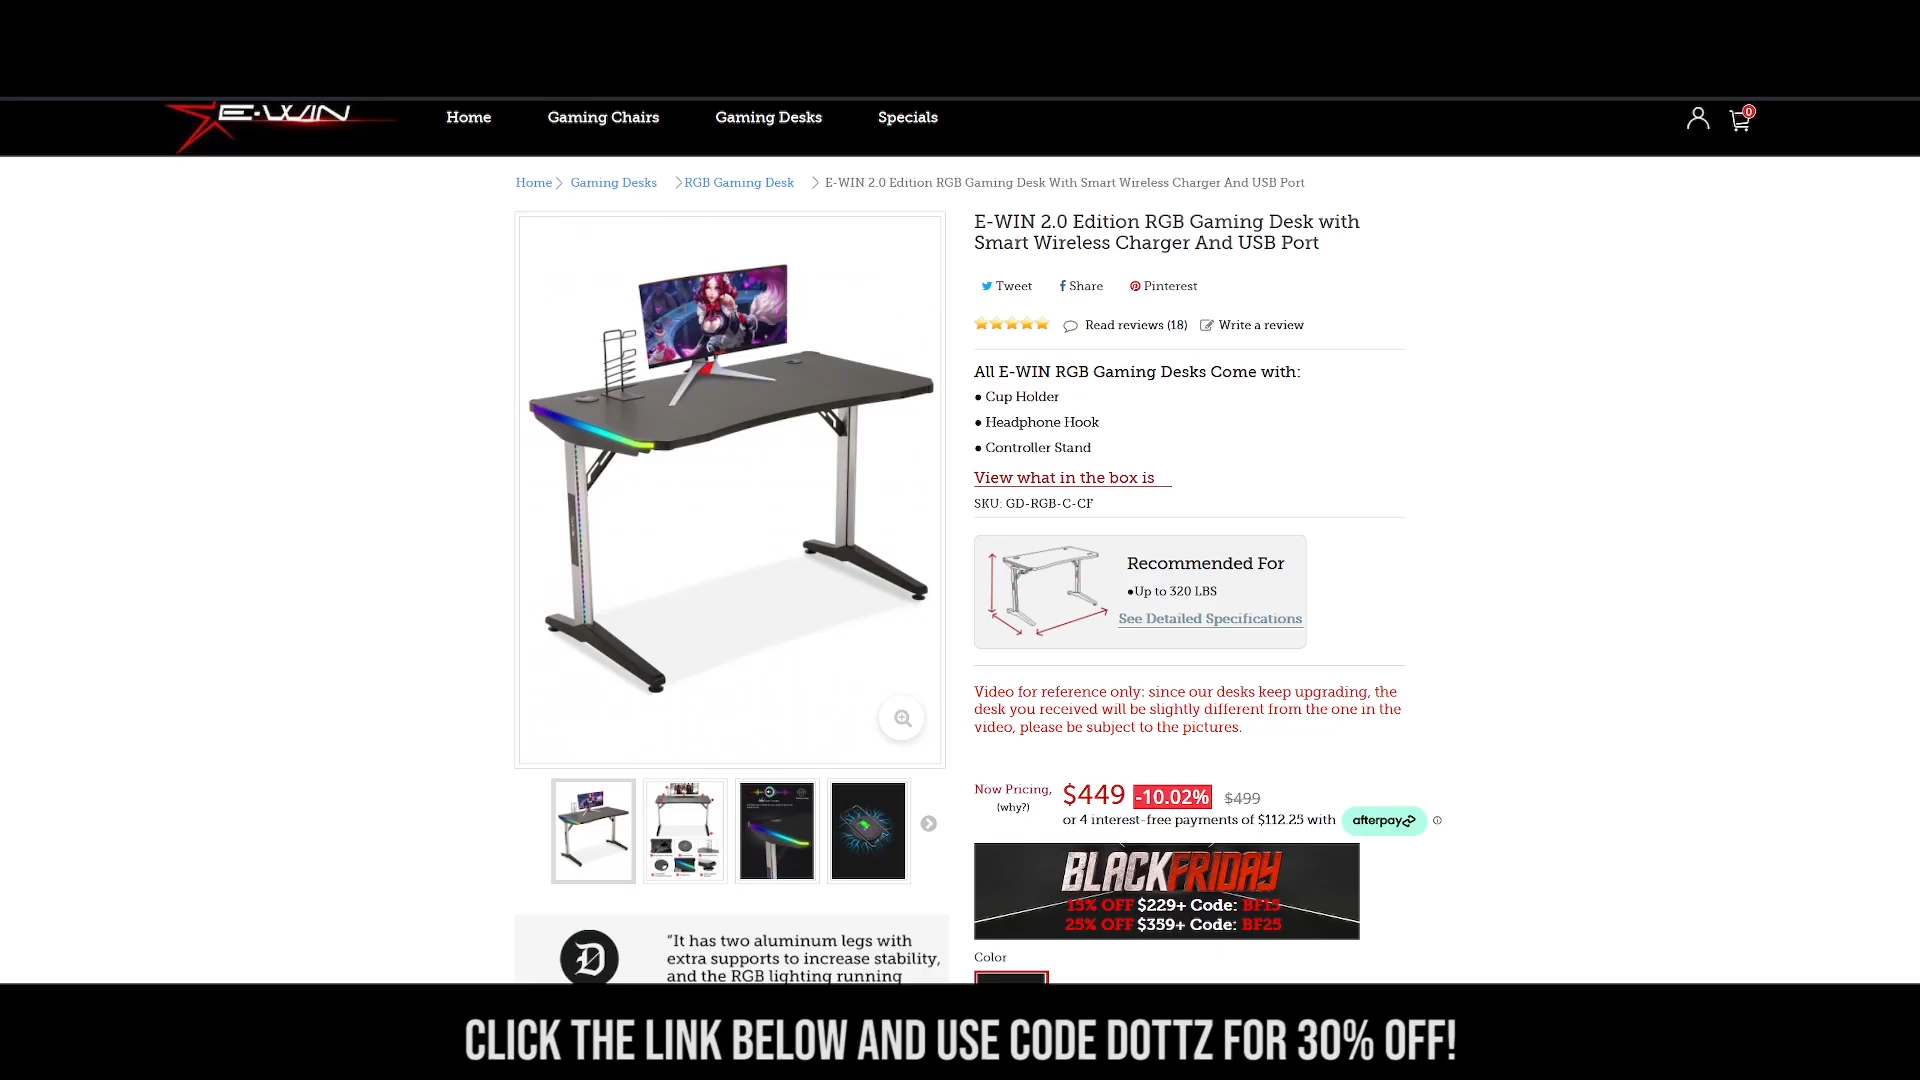 E-WIN
Home
Gaming Chairs
Gaming Desks
Specials
0
Home
Gaming Desks
RGB Gaming Desk
E-WIN 2.0 Edition RGB Gaming Desk With Smart Wireless Charger And USB Port
E-WIN 2.0 Edition RGB Gaming Desk with
Smart Wireless Charger And USB Port
Tweet
Share
Pinterest
Read reviews (18)
Write a review
All E-WIN RGB Gaming Desks Come with:
● Cup Holder
● Headphone Hook
● Controller Stand
View what in the box is
SKU: GD-RGB-C-CF
Recommended For
●Up to 320 LBS
See Detailed Specifications
Video for reference only: since our desks keep upgrading, the
desk you received will be slightly different from the one in the
video, please be subject to the pictures.
Now Pricing,
(why?)
$449 -10.02% $499
or 4 interest-free payments of $112.25 with afterpay
BLACK FRIDAY
15% OFF $229+ Code: BF15
25% OFF $359+ Code: BF25
Color
“It has two aluminum legs with
extra supports to increase stability,
and the RGB lighting running
CLICK THE LINK BELOW AND USE CODE DOTTZ FOR 30% OFF!